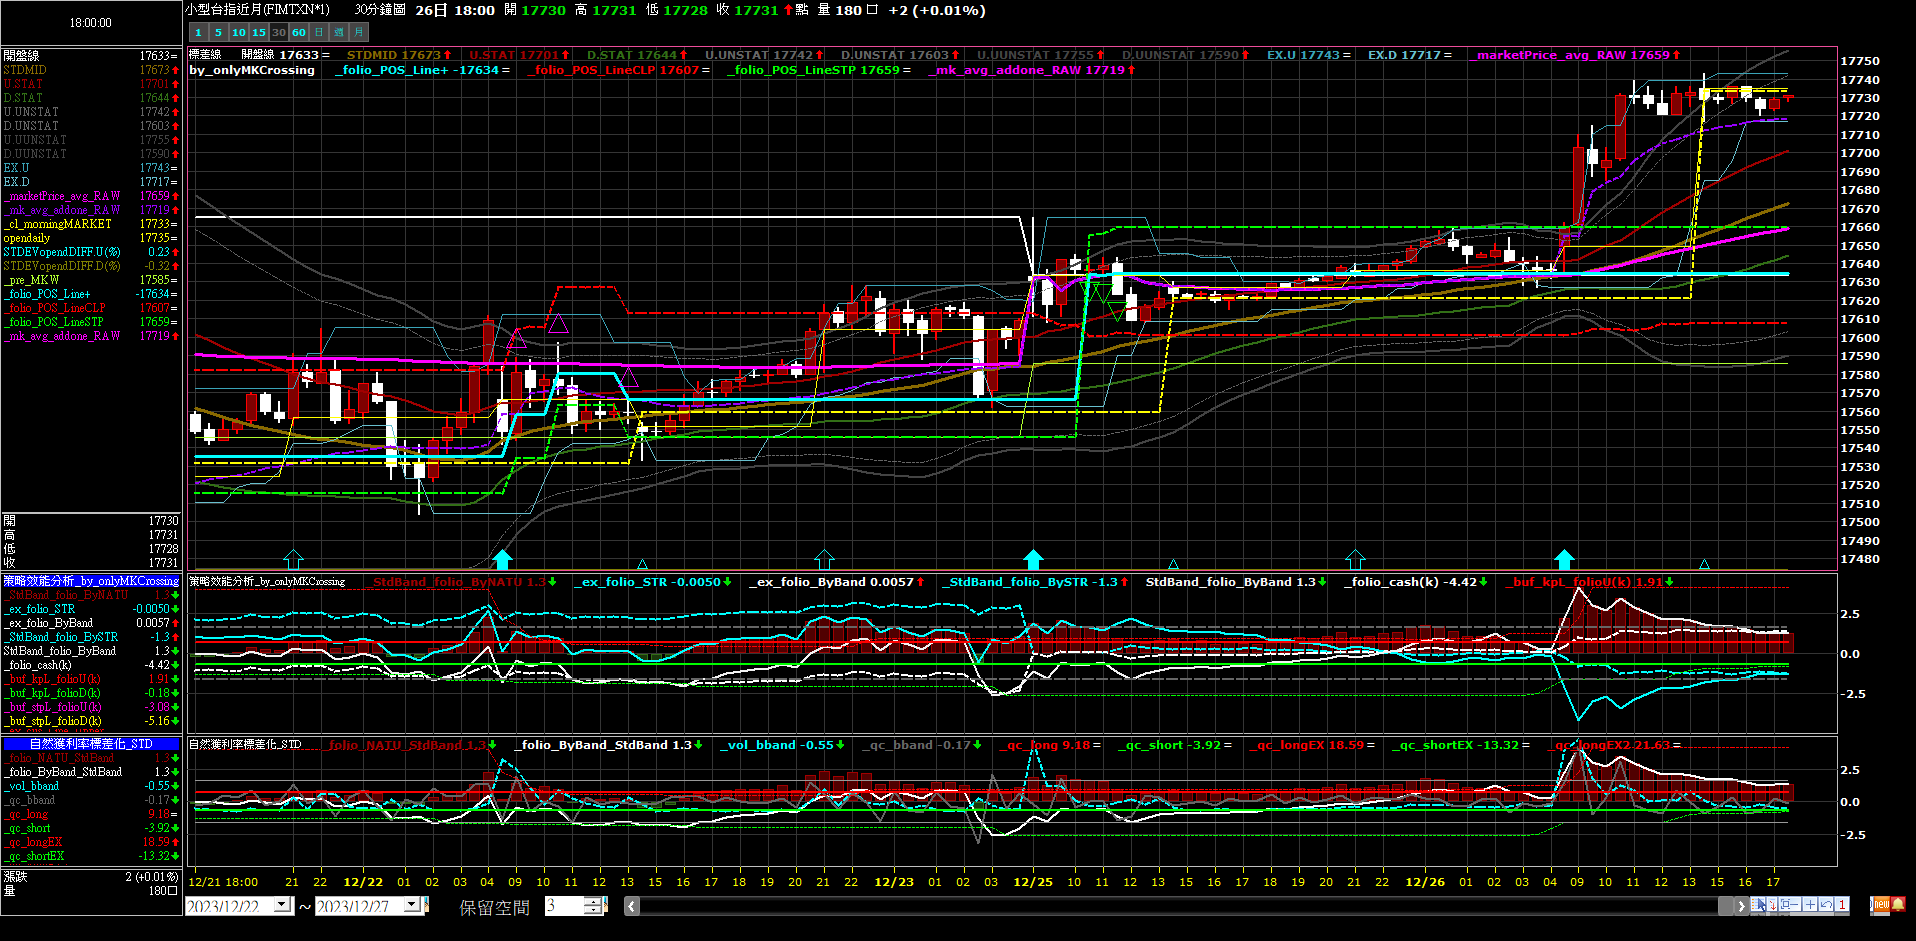 18:00:00
小型台指近月(FIMTXN*1) 30分鐘圖 26日 18:00 開 17730 高 17731 低 17728 收 17731 點 量 180口 +2 (+0.01%)
1 5 10 15 30 60 日 週 月
標差線 開盤線 17633= STDMID 17673 U.STAT 17701 D.STAT 17644 U.UNSTAT 17742 D.UNSTAT 17603 U.UUNSTAT 17755 D.UUNSTAT 17590 EX.U 17743= EX.D 17717= _marketPrice_avg_RAW 17659
by_onlyMKCrossing _folio_POS_Line+ -17634= _folio_POS_LineCLP 17607= _folio_POS_LineSTP 17659= _mk_avg_addone_RAW 17719
開盤線 17633=
STDMID 17673
U.STAT 17701
D.STAT 17644
U.UNSTAT 17742
D.UNSTAT 17603
U.UUNSTAT 17755
D.UUNSTAT 17590
EX.U 17743=
EX.D 17717=
_marketPrice_avg_RAW 17659
_mk_avg_addone_RAW 17719
_cl_morningMARKET 17733=
opendaily 17735=
STDEVopendDIFF.U(%) 0.23
STDEVopendDIFF.D(%) -0.32
_pre_MKW 17585=
_folio_POS_Line+ -17634=
_folio_POS_LineCLP 17607=
_folio_POS_LineSTP 17659=
_mk_avg_addone_RAW 17719
開 17730
高 17731
低 17728
收 17731
17750
17740
17730
17720
17710
17700
17690
17680
17670
17660
17650
17640
17630
17620
17610
17600
17590
17580
17570
17560
17550
17540
17530
17520
17510
17500
17490
17480
策略效能分析_by_onlyMKCrossing
_StdBand_folio_ByNATU 1.3
_ex_folio_STR -0.0050
_ex_folio_ByBand 0.0057
_StdBand_folio_BySTR -1.3
StdBand_folio_ByBand 1.3
_folio_cash(k) -4.42
_buf_kpL_folioU(k) 1.91
_buf_kpL_folioD(k) -0.18
_buf_stpL_folioU(k) -3.08
_buf_stpL_folioD(k) -5.16
策略效能分析_by_onlyMKCrossing _StdBand_folio_ByNATU 1.3 _ex_folio_STR -0.0050 _ex_folio_ByBand 0.0057 _StdBand_folio_BySTR -1.3 StdBand_folio_ByBand 1.3 _folio_cash(k) -4.42 _buf_kpL_folioU(k) 1.91
2.5
0.0
-2.5
自然獲利率標差化_STD
_folio_NATU_StdBand 1.3
_folio_ByBand_StdBand 1.3
_vol_bband -0.55
_qc_bband -0.17
_qc_long 9.18=
_qc_short -3.92
_qc_longEX 18.59
_qc_shortEX -13.32
自然獲利率標差化_STD _folio_NATU_StdBand 1.3 _folio_ByBand_StdBand 1.3 _vol_bband -0.55 _qc_bband -0.17 _qc_long 9.18= _qc_short -3.92= _qc_longEX 18.59= _qc_shortEX -13.32= _qc_longEX2 21.63=
2.5
0.0
-2.5
漲跌 2 (+0.01%)
量 180口
12/21 18:00 21 22 12/22 01 02 03 04 09 10 11 12 13 15 16 17 18 19 20 21 22 12/23 01 02 03 12/25 10 11 12 13 15 16 17 18 19 20 21 22 12/26 01 02 03 04 09 10 11 12 13 15 16 17
2023/12/22 ~ 2023/12/27 保留空間 3
1 new